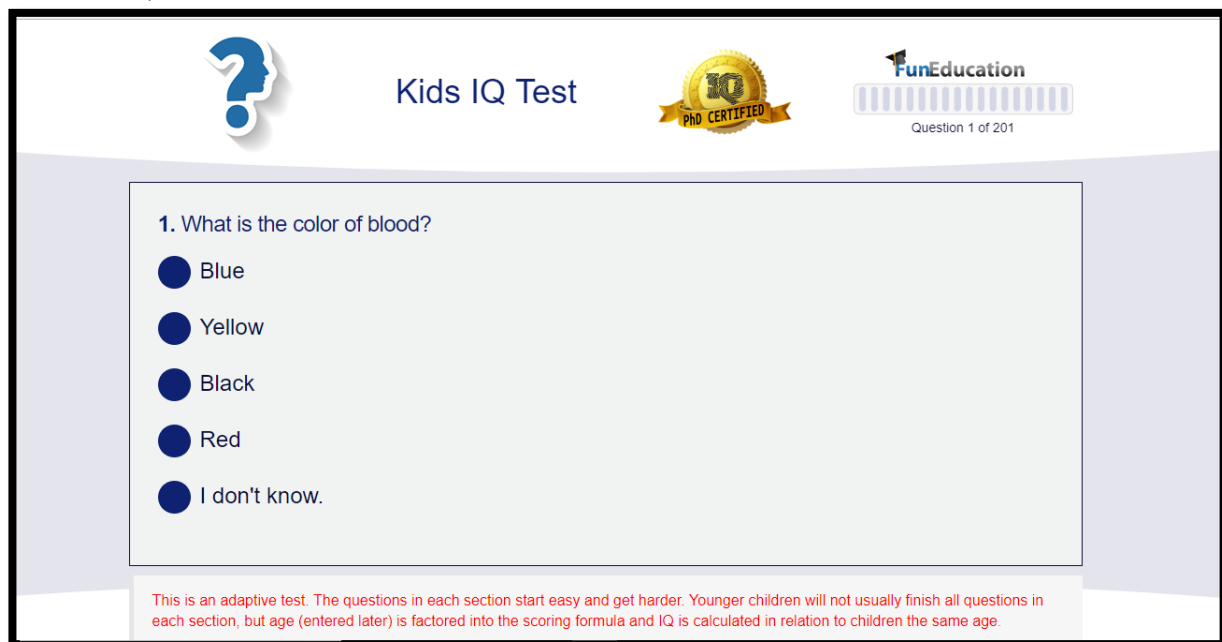 Kids IQ Test
IQ
PhD CERTIFIED
FunEducation
Question 1 of 201
1. What is the color of blood?
Blue
Yellow
Black
Red
I don't know.
This is an adaptive test. The questions in each section start easy and get harder. Younger children will not usually finish all questions in
each section, but age (entered later) is factored into the scoring formula and IQ is calculated in relation to children the same age.